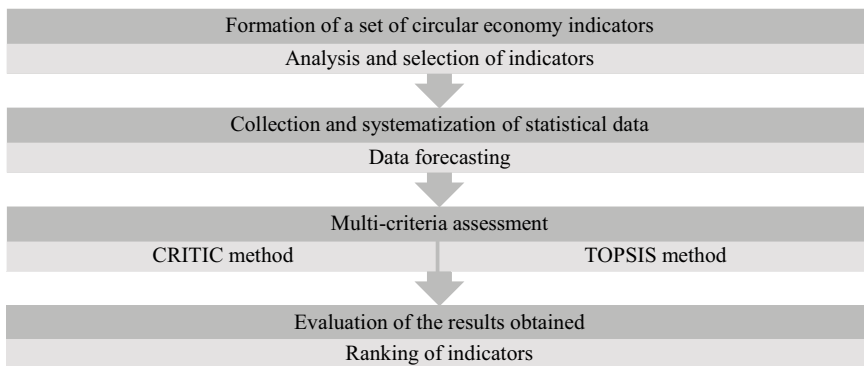 Formation of a set of circular economy indicators
Analysis and selection of indicators
Collection and systematization of statistical data
Data forecasting
Multi-criteria assessment
CRITIC method
TOPSIS method
Evaluation of the results obtained
Ranking of indicators